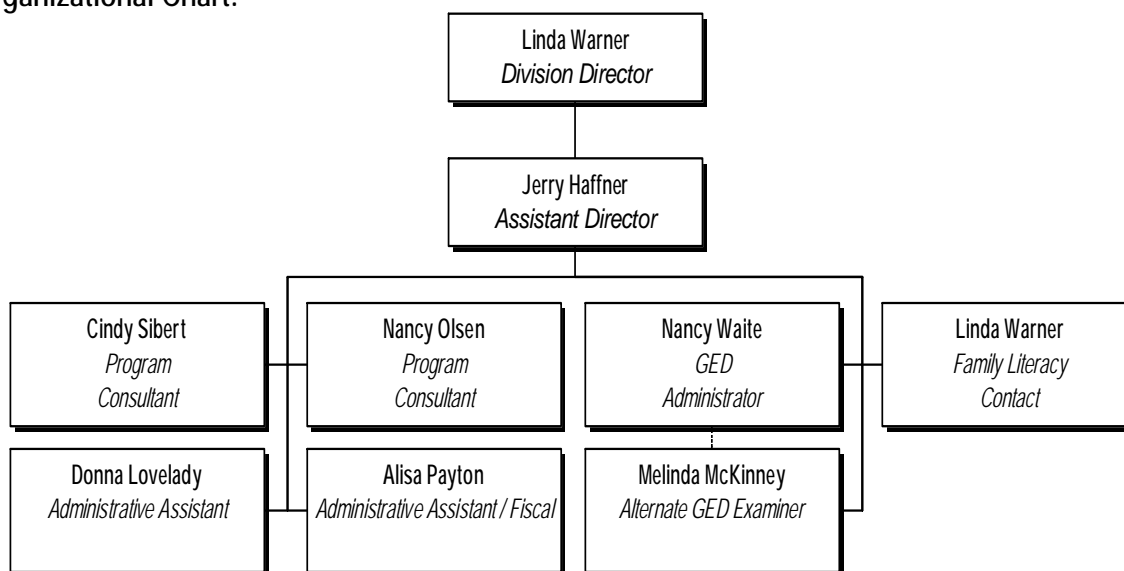 ganizational Chart:
Linda Warner
Division Director
Jerry Haffner
Assistant Director
Cindy Sibert
Program
Consultant
Nancy Olsen
Program
Consultant
Nancy Waite
GED
Administrator
Linda Warner
Family Literacy
Contact
Donna Lovelady
Administrative Assistant
Alisa Payton
Administrative Assistant / Fiscal
Melinda McKinney
Alternate GED Examiner